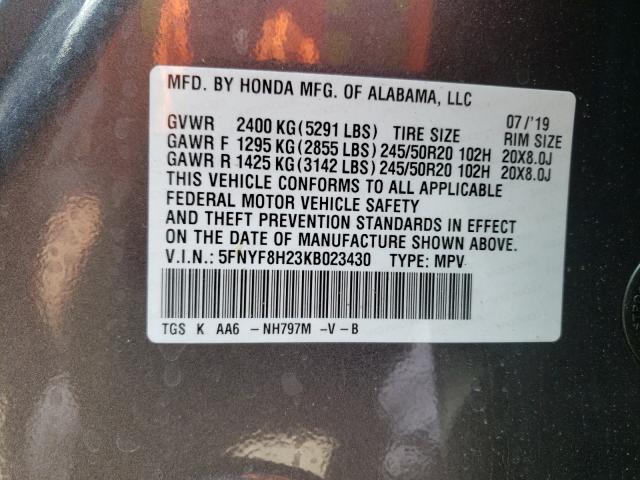 MFD. BY HONDA MFG. OF ALABAMA, LLC
07/'19
GVWR 2400 KG(5291 LBS) TIRE SIZE RIM SIZE
GAWR F 1295 KG(2855 LBS)245/50R20 102H 20X8.0J
GAWR R 1425 KG(3142 LBS)245/50R20 102H 20X8.0J
THIS VEHICLE CONFORMS TO ALL APPLICABLE
FEDERAL MOTOR VEHICLE SAFETY
AND THEFT PREVENTION STANDARDS IN EFFECT
ON THE DATE OF MANUFACTURE SHOWN ABOVE.
V.I.N.: 5FNYF8H23KB023430 TYPE: MPV
TGS K AA6 -NH797M -V-B